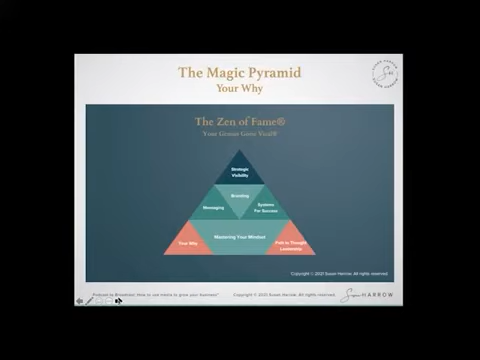 The Magic Pyramid
Your Why
The Zen of Fame®
Your Genius Gone Viral®
Strategic
Visibility
Branding
Messaging
Systems
For Success
Your Why
Mastering Your Mindset
Path to Thought
Leadership
Copyright © 2021 Susan Harrow. All rights reserved.
Copyright © 2021 Susan Harrow. All rights reserved.
Susan HARROW